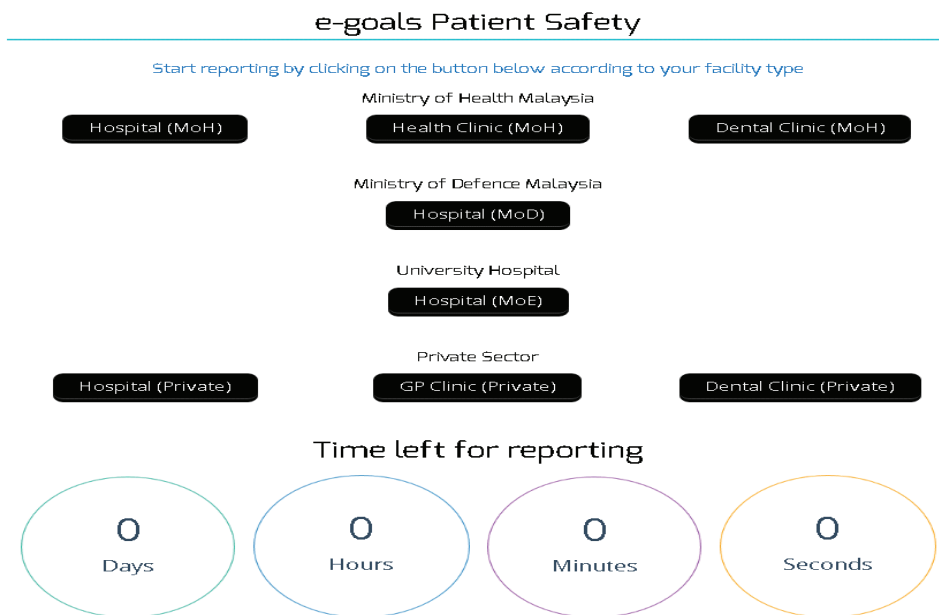 e-goals Patient Safety
Start reporting by clicking on the button below according to your facility type
Ministry of Health Malaysia
Hospital (MoH) Health Clinic (MoH) Dental Clinic (MoH)
Ministry of Defence Malaysia
Hospital (MoD)
University Hospital
Hospital (MoE)
Private Sector
Hospital (Private) GP Clinic (Private) Dental Clinic (Private)
Time left for reporting
0 0 0 0
Days Hours Minutes Seconds